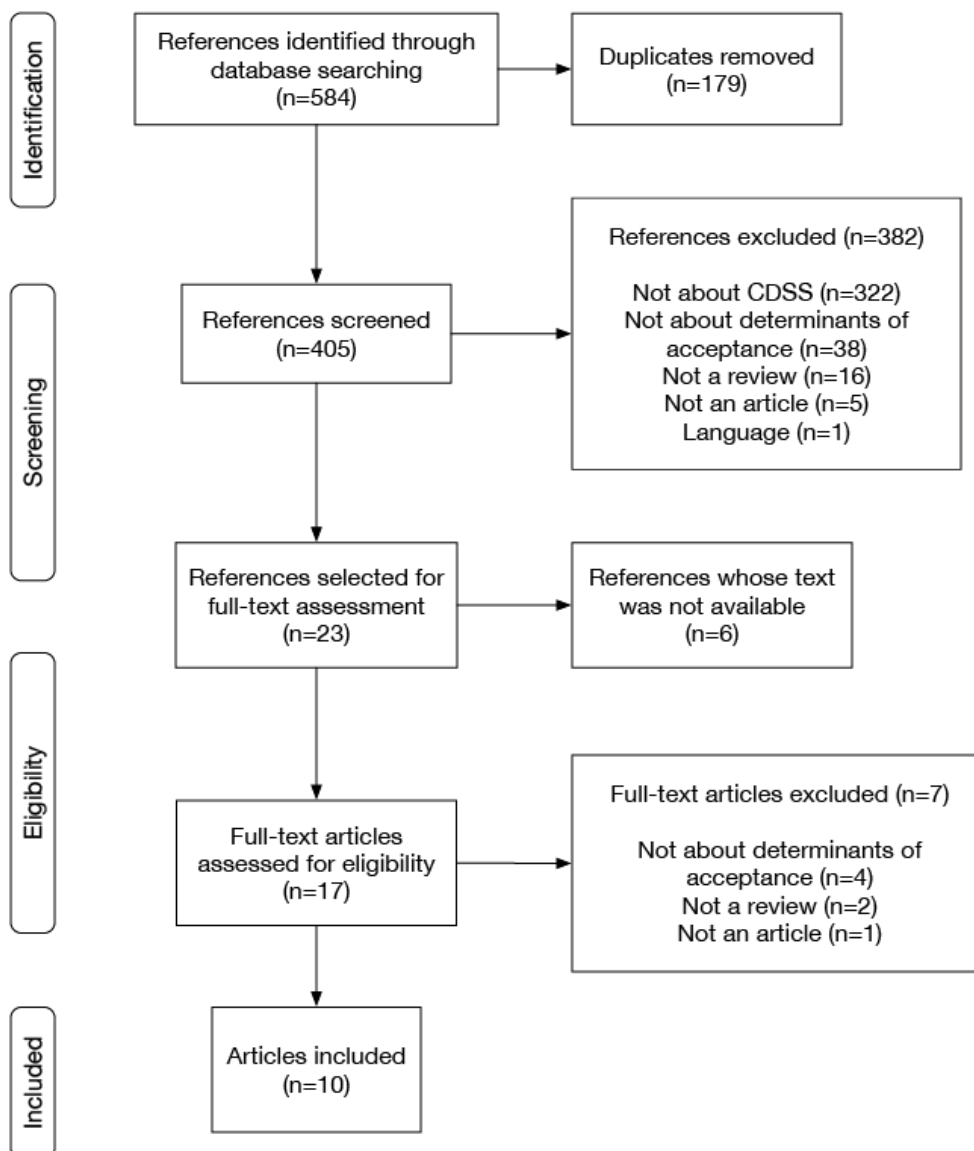 Identification
References identified through
database searching
(n=584)
Duplicates removed
(n=179)
Screening
References screened
(n=405)
References excluded (n=382)
Not about CDSS (n=322)
Not about determinants of
acceptance (n=38)
Not a review (n=16)
Not an article (n=5)
Language (n=1)
References selected for
full-text assessment
(n=23)
References whose text
was not available
(n=6)
Eligibility
Full-text articles
assessed for eligibility
(n=17)
Full-text articles excluded (n=7)
Not about determinants of
acceptance (n=4)
Not a review (n=2)
Not an article (n=1)
Included
Articles included
(n=10)